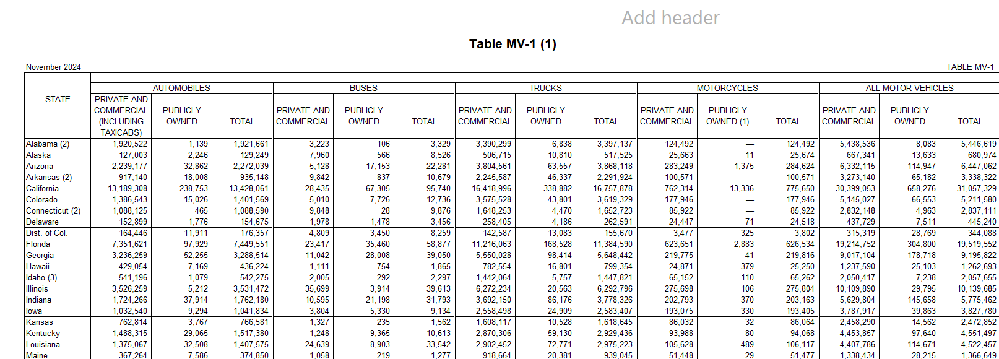 Add header
Table MV-1 (1)
November 2024 TABLE MV-1
AUTOMOBILES BUSES TRUCKS MOTORCYCLES ALL MOTOR VEHICLES
STATE PRIVATE AND
COMMERCIAL PUBLICLY PRIVATE AND PUBLICLY PRIVATE AND PUBLICLY PRIVATE AND PUBLICLY PRIVATE AND PUBLICLY
(INCLUDING OWNED TOTAL COMMERCIAL OWNED TOTAL COMMERCIAL OWNED TOTAL COMMERCIAL OWNED (1) TOTAL COMMERCIAL OWNED TOTAL
TAXICABS)
Alabama (2) 1,920,522 1,139 1,921,661 3,223 106 3,329 3,390,299 6,838 3,397,137 124,492 — 124,492 5,438,536 8,083 5,446,619
Alaska 127,003 2,246 129,249 7,960 566 8,526 506,715 10,810 517,525 25,663 11 25,674 667,341 13,633 680,974
Arizona 2,239,177 32,862 2,272,039 5,128 17,153 22,281 3,804,561 63,557 3,868,118 283,249 1,375 284,624 6,332,115 114,947 6,447,062
Arkansas (2) 917,140 18,008 935,148 9,842 837 10,679 2,245,587 46,337 2,291,924 100,571 — 100,571 3,273,140 65,182 3,338,322
California 13,189,308 238,753 13,428,061 28,435 67,305 95,740 16,418,996 338,882 16,757,878 762,314 13,336 775,650 30,399,053 658,276 31,057,329
Colorado 1,386,543 15,026 1,401,569 5,010 7,726 12,736 3,575,528 43,801 3,619,329 177,946 — 177,946 5,145,027 66,553 5,211,580
Connecticut (2) 1,088,125 465 1,088,590 9,848 28 9,876 1,648,253 4,470 1,652,723 85,922 — 85,922 2,832,148 4,963 2,837,111
Delaware 152,899 1,776 154,675 1,978 1,478 3,456 258,405 4,186 262,591 24,447 71 24,518 437,729 7,511 445,240
Dist. of Col. 164,446 11,911 176,357 4,809 3,450 8,259 142,587 13,083 155,670 3,477 325 3,802 315,319 28,769 344,088
Florida 7,351,621 97,929 7,449,551 23,417 35,460 58,877 11,216,063 168,528 11,384,590 623,651 2,883 626,534 19,214,752 304,800 19,519,552
Georgia 3,236,259 52,255 3,288,514 11,042 28,008 39,050 5,550,028 98,414 5,648,442 219,775 41 219,816 9,017,104 178,718 9,195,822
Hawaii 429,054 7,169 436,224 1,111 754 1,865 782,554 16,801 799,354 24,871 379 25,250 1,237,590 25,103 1,262,693
Idaho (3) 541,196 1,079 542,275 2,005 292 2,297 1,442,064 5,757 1,447,821 65,152 110 65,262 2,050,417 7,238 2,057,655
Illinois 3,526,259 5,212 3,531,472 35,699 3,914 39,613 6,272,234 20,563 6,292,796 275,698 106 275,804 10,109,890 29,795 10,139,685
Indiana 1,724,266 37,914 1,762,180 10,595 21,198 31,793 3,692,150 86,176 3,778,326 202,793 370 203,163 5,629,804 145,658 5,775,462
Iowa 1,032,540 9,294 1,041,834 3,804 5,330 9,134 2,558,498 24,909 2,583,407 193,075 330 193,405 3,787,917 39,863 3,827,780
Kansas 762,814 3,767 766,581 1,327 235 1,562 1,608,117 10,528 1,618,645 86,032 32 86,064 2,458,290 14,562 2,472,852
Kentucky 1,488,315 29,065 1,517,380 1,248 9,365 10,613 2,870,306 59,130 2,929,436 93,988 80 94,068 4,453,857 97,640 4,551,497
Louisiana 1,375,067 32,508 1,407,575 24,639 8,903 33,542 2,902,452 72,771 2,975,223 105,628 489 106,117 4,407,786 114,671 4,522,457
Maine 367,264 7,586 374,850 1,058 219 1,277 918,664 20,381 939,045 51,448 29 51,477 1,338,434 28,215 1,366,649